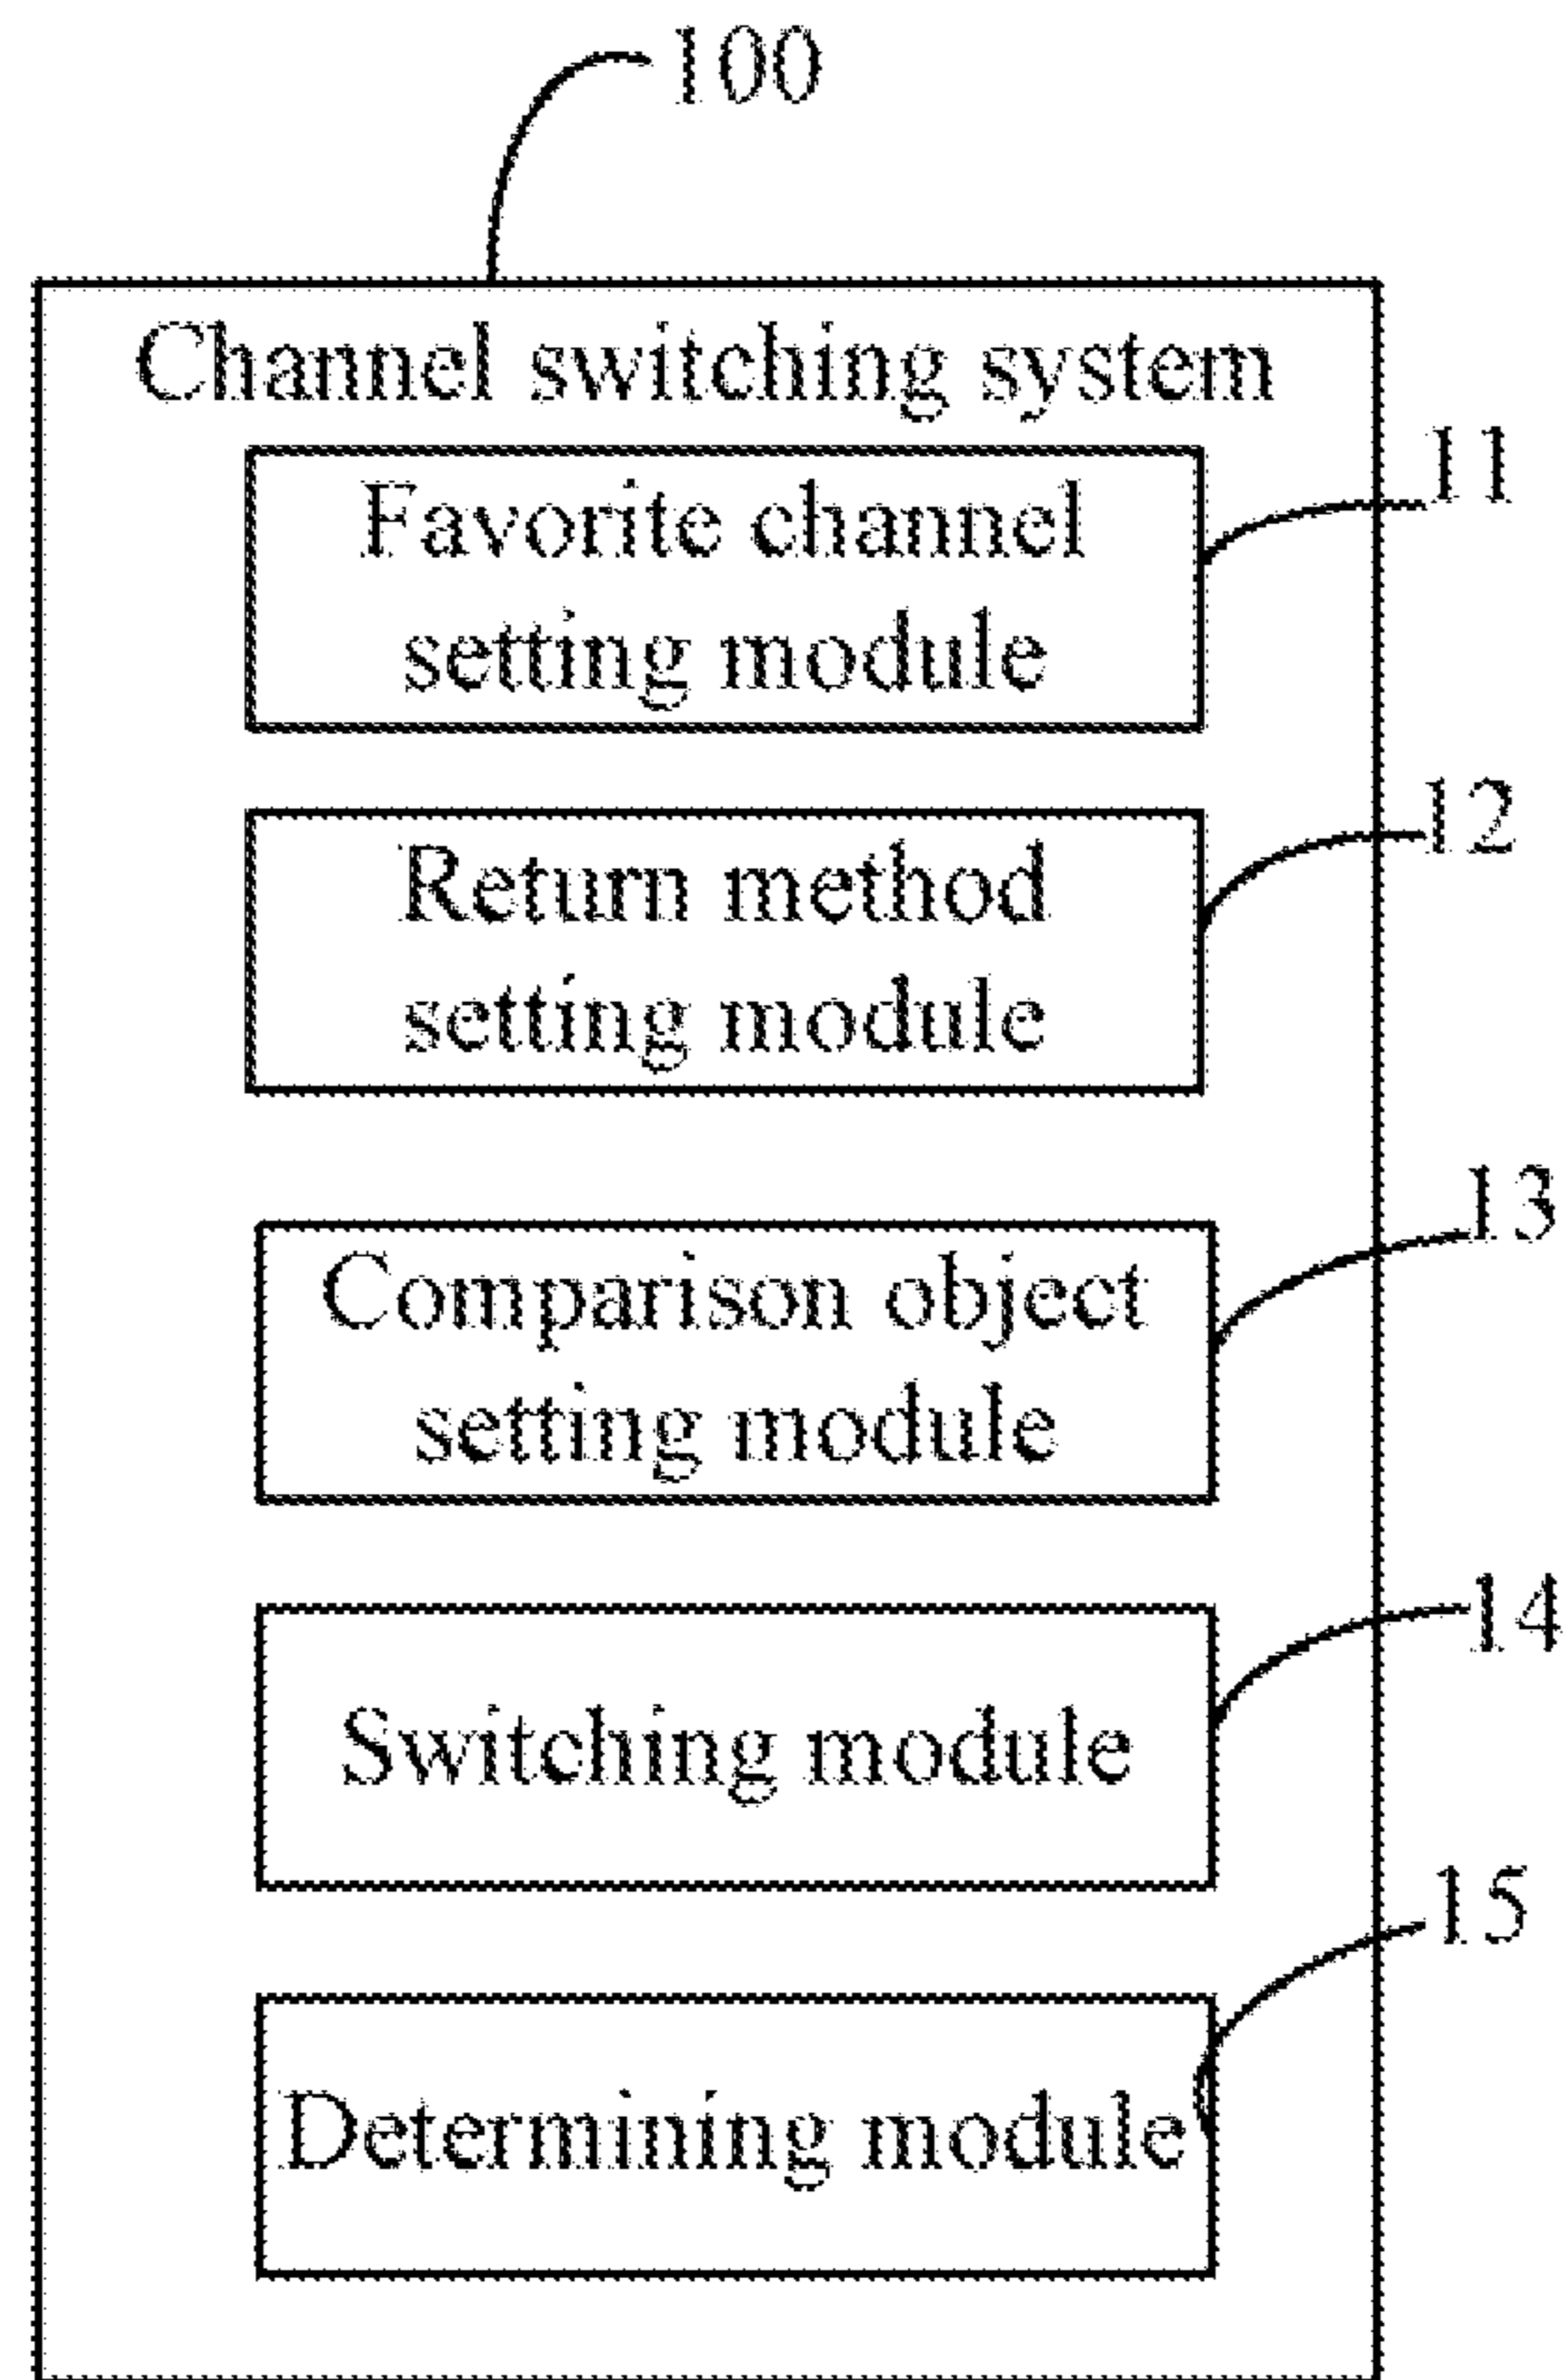 100
Channel switching system
11
Favorite channel
setting module
12
Return method
setting module
13
Comparison object
setting module
14
Switching module
15
Determining module